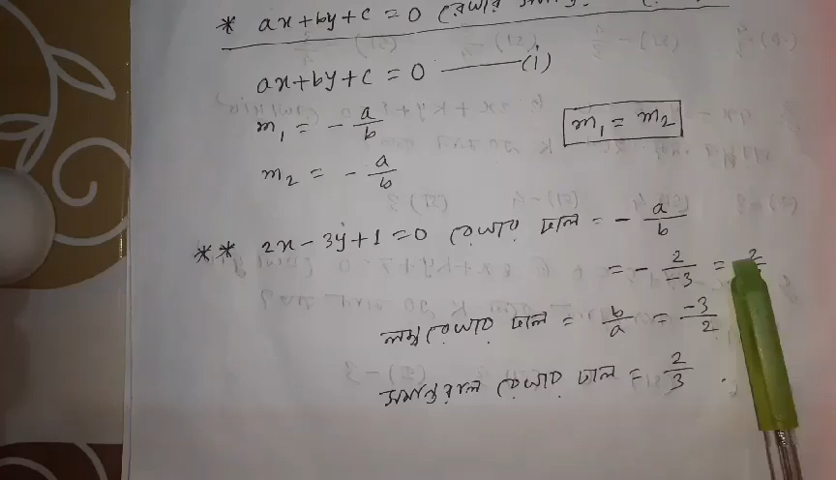 * ax + by + c = 0 রেখার
ax + by + c = 0 —— (i)
m₁ = - a/b
m₁ = m₂
m₂ = - a/b
** 2x - 3y + 1 = 0 রেখার ঢাল = - a/b
= - 2/-3 = 2/
লম্ব রেখার ঢাল = b/a = -3/2
সমান্তরাল রেখার ঢাল = 2/3